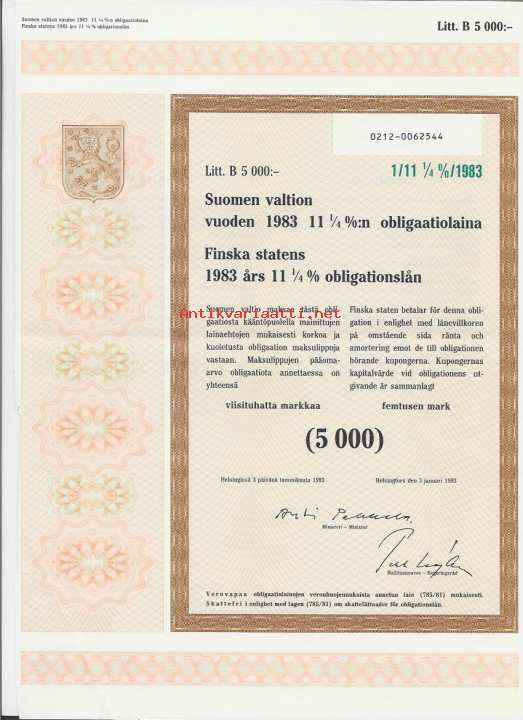 Suomen valtion vuoden 1983 11 ¼ %:n obligaatiolaina
Finska statens 1983 års 11 ¼ % obligationslån
Litt. B 5 000:–
0212-0062544
Litt. B 5 000:–
1/11 ¼ %/1983
Suomen valtion
vuoden 1983 11 ¼ %:n obligaatiolaina
Finska statens
1983 års 11 ¼ % obligationslån
Antikvariaatti.net
Suomen valtio maksaa tästä obli-
gaatiosta kääntöpuolella mainittujen
lainaehtojen mukaisesti korkoa ja
kuoletusta obligaation maksulippuja
vastaan. Maksulippujen pääoma-
arvo obligaatiota annettaessa on
yhteensä
viisituhatta markkaa
Finska staten betalar för denna obli-
gation i enlighet med lånevillkoren
på omstående sida ränta och
amortering emot de till obligationen
hörande kupongerna. Kupongernas
kapitalvärde vid obligationens ut-
givande är sammanlagt
femtusen mark
(5 000)
Helsingissä 3 päivänä tammikuuta 1983
Helsingfors den 3 januari 1983
Ministeri – Minister
Hallitusneuvos – Regeringsråd
Verovapaa obligaatiolainojen veronhuojennuksista annetun lain (785/81) mukaisesti.
Skattefri i enlighet med lagen (785/81) om skattelättnader för obligationslån.